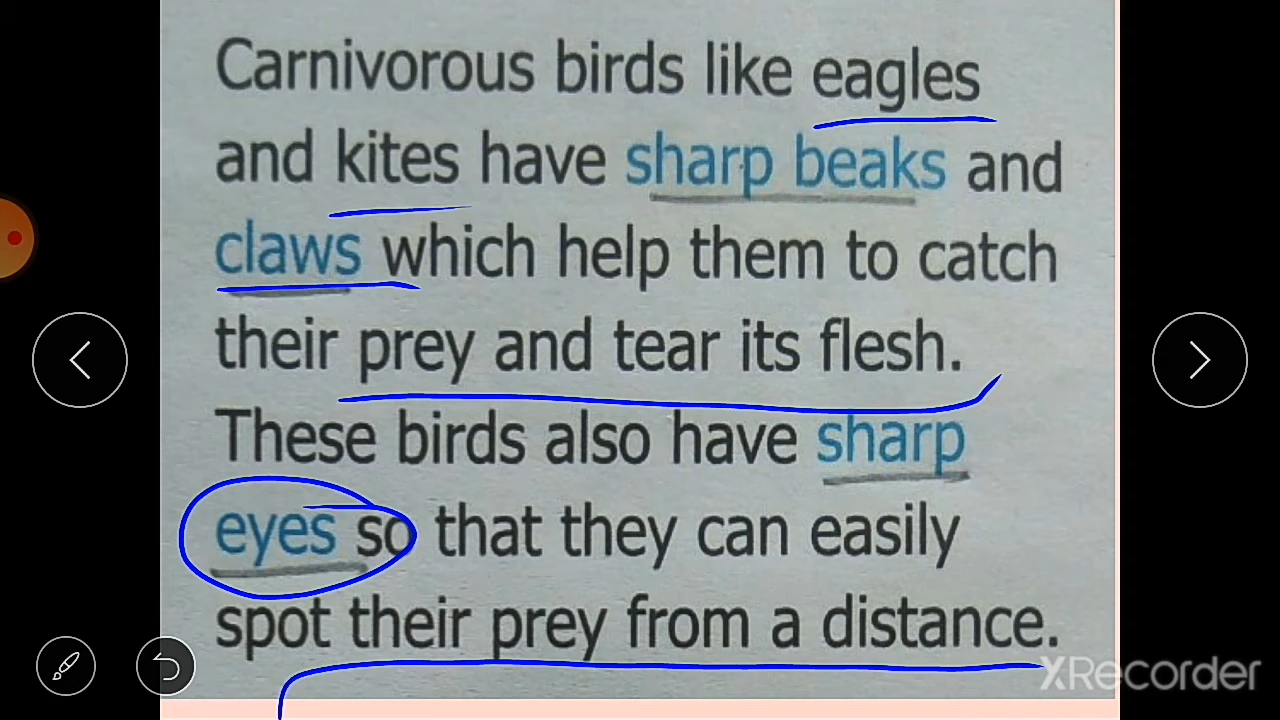 Carnivorous birds like eagles
and kites have sharp beaks and
claws which help them to catch
their prey and tear its flesh.
These birds also have sharp
eyes so that they can easily
spot their prey from a distance.
XRecorder